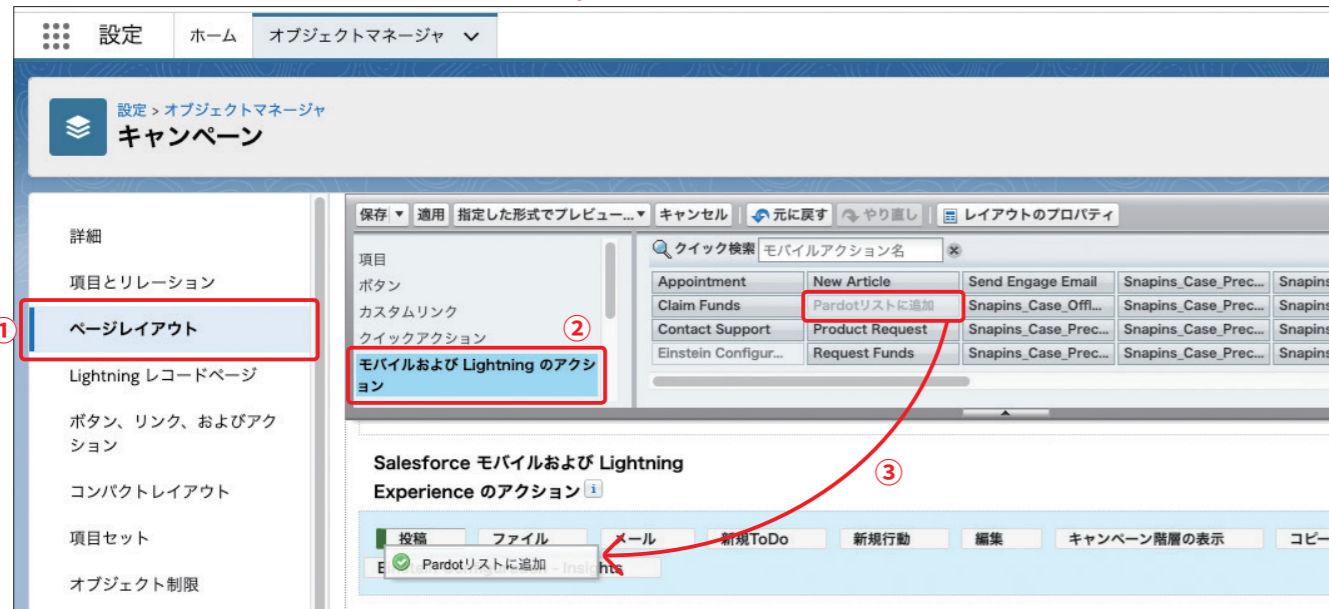 設定 ホーム オブジェクトマネージャ
設定 > オブジェクトマネージャ
キャンペーン
①
詳細
項目とリレーション
ページレイアウト
Lightning レコードページ
ボタン、リンク、およびアク
ション
コンパクトレイアウト
項目セット
オブジェクト制限
保存 適用 指定した形式でプレビュー... キャンセル 元に戻す やり直し レイアウトのプロパティ
項目
ボタン
カスタムリンク
クイックアクション
②
モバイルおよび Lightning のアクシ
ョン
クイック検索 モバイルアクション名
Appointment New Article Send Engage Email Snapins_Case_Prec... Snapins
Claim Funds Pardotリストに追加 Snapins_Case_Offl... Snapins_Case_Prec... Snapins
Contact Support Product Request Snapins_Case_Prec... Snapins_Case_Prec... Snapins
Einstein Configur... Request Funds Snapins_Case_Prec... Snapins_Case_Prec... Snapins
③
Salesforce モバイルおよび Lightning
Experience のアクション i
投稿 ファイル メール 新規ToDo 新規行動 編集 キャンペーン階層の表示 コピー
Pardotリストに追加